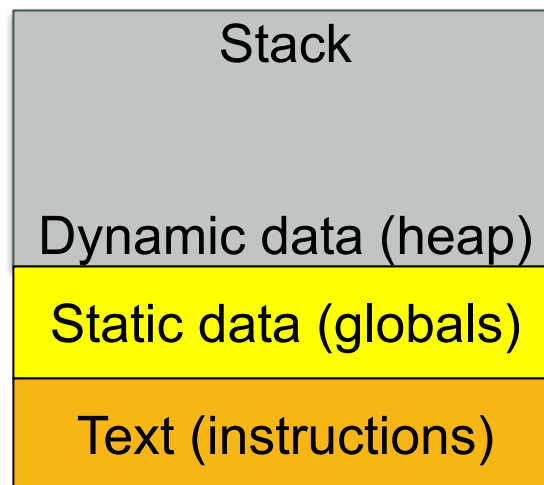 Stack
Dynamic data (heap)
Static data (globals)
Text (instructions)